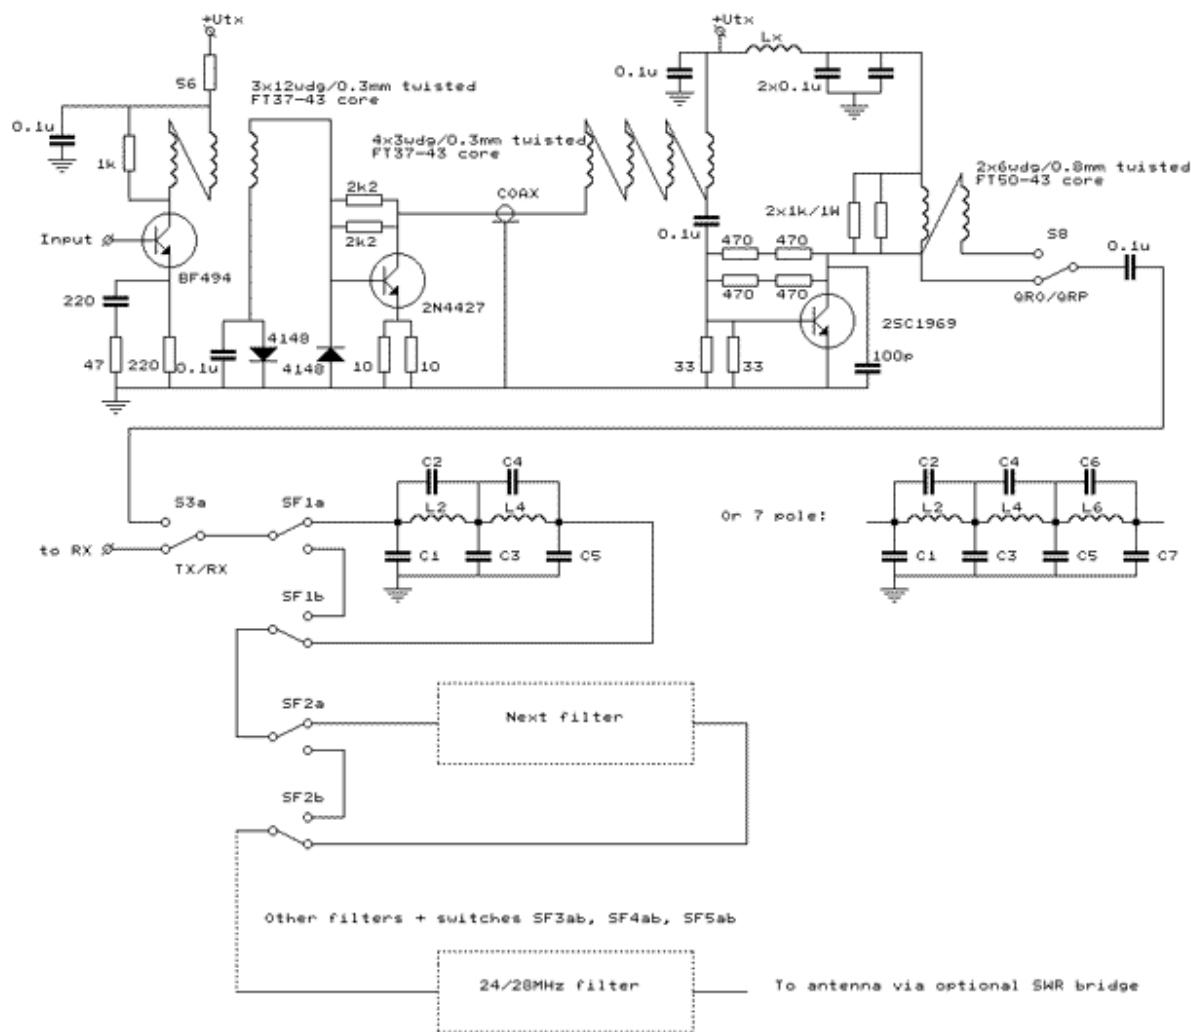 +Utx
56
3x12wdg/0.3mm twisted
FT37-43 core
0.1u
1k
Input
BF494
220
47
220
0.1u
4148
4148
2k2
2k2
2N4427
10
10
COAX
4x3wdg/0.3mm twisted
FT37-43 core
+Utx
Lx
0.1u
2x0.1u
0.1u
470
470
470
470
33
33
2x1k/1W
2SC1969
100p
2x6wdg/0.8mm twisted
FT50-43 core
S8
0.1u
QRO/QRP
S3a
SF1a
to RX
TX/RX
C2
C4
L2
L4
C1
C3
C5
Or 7 pole:
C2
C4
C6
L2
L4
L6
C1
C3
C5
C7
SF1b
SF2a
Next filter
SF2b
Other filters + switches SF3ab, SF4ab, SF5ab
24/28MHz filter
To antenna via optional SWR bridge